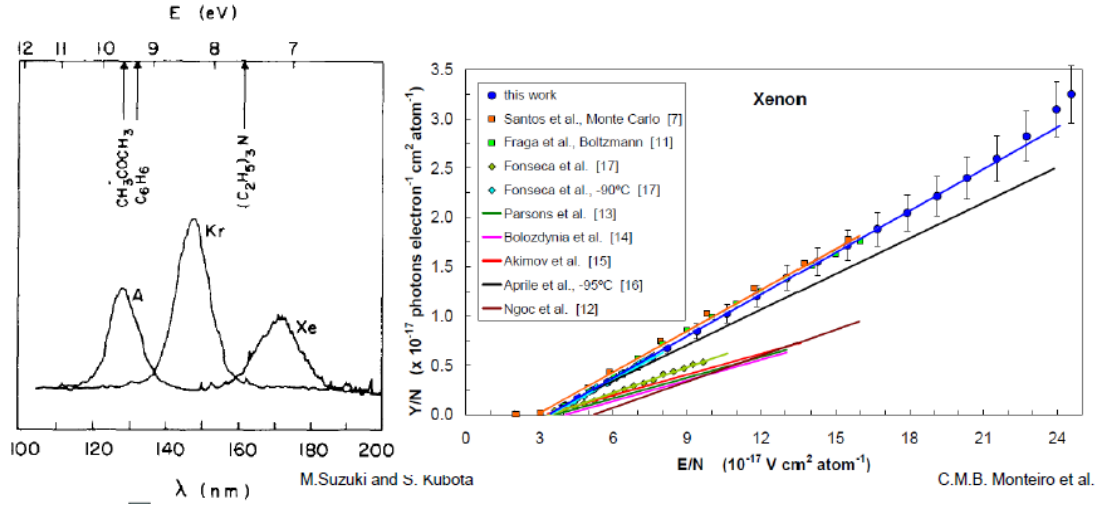 E (eV)
12 11 10 9 8 7
CH3COCH3
C6H6
(C2H5)3N
A
Kr
Xe
100 120 140 160 180 200
λ (nm)
M.Suzuki and S. Kubota
Xenon
this work
Santos et al., Monte Carlo [7]
Fraga et al., Boltzmann [11]
Fonseca et al. [17]
Fonseca et al., -90ºC [17]
Parsons et al. [13]
Bolozdynia et al. [14]
Akimov et al. [15]
Aprile et al., -95ºC [16]
Ngoc et al. [12]
Y/N (x 10⁻¹⁷ photons electron⁻¹ cm² atom⁻¹)
3.5
3.0
2.5
2.0
1.5
1.0
0.5
0.0
0 3 6 9 12 15 18 21 24
E/N (10⁻¹⁷ V cm² atom⁻¹)
C.M.B. Monteiro et al.